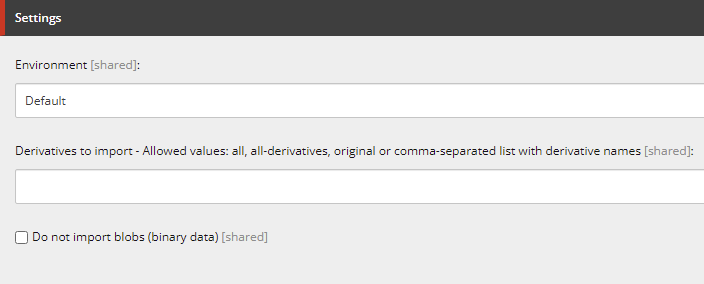 Settings
Environment [shared]:
Default
Derivatives to import - Allowed values: all, all-derivatives, original or comma-separated list with derivative names [shared]:
Do not import blobs (binary data) [shared]